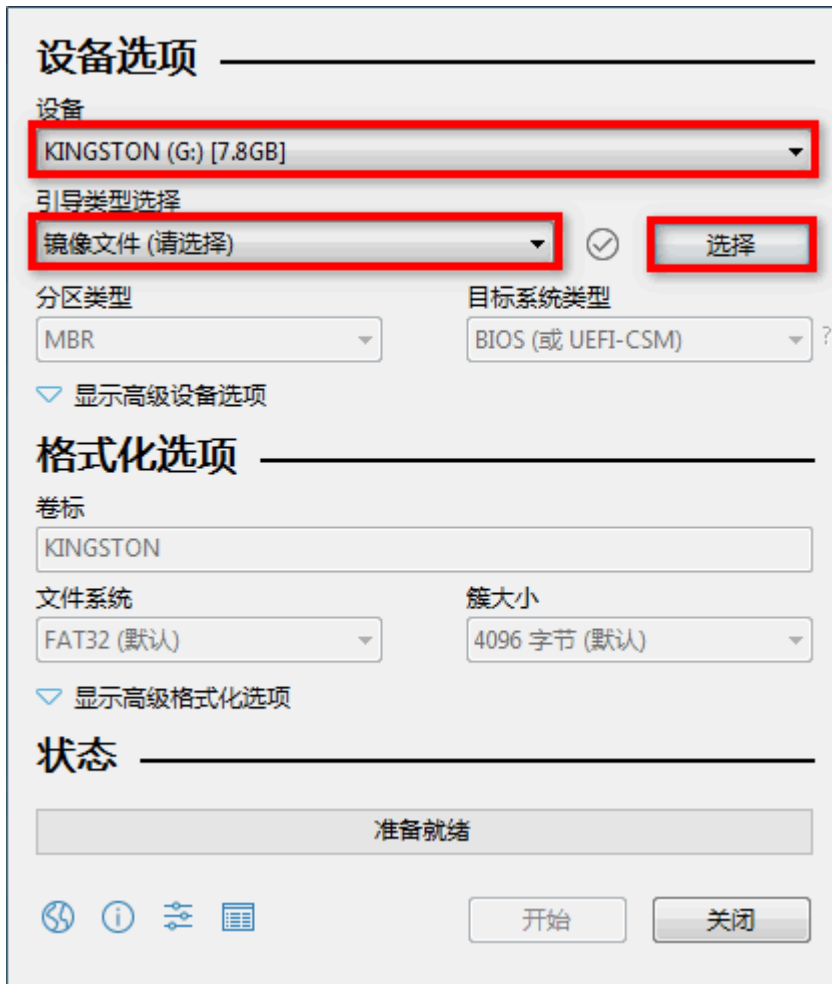 设备选项
设备
KINGSTON (G:) [7.8GB]
引导类型选择
镜像文件 (请选择)
选择
分区类型
目标系统类型
MBR
BIOS (或 UEFI-CSM)
?
显示高级设备选项
格式化选项
卷标
KINGSTON
文件系统
簇大小
FAT32 (默认)
4096 字节 (默认)
显示高级格式化选项
状态
准备就绪
开始
关闭